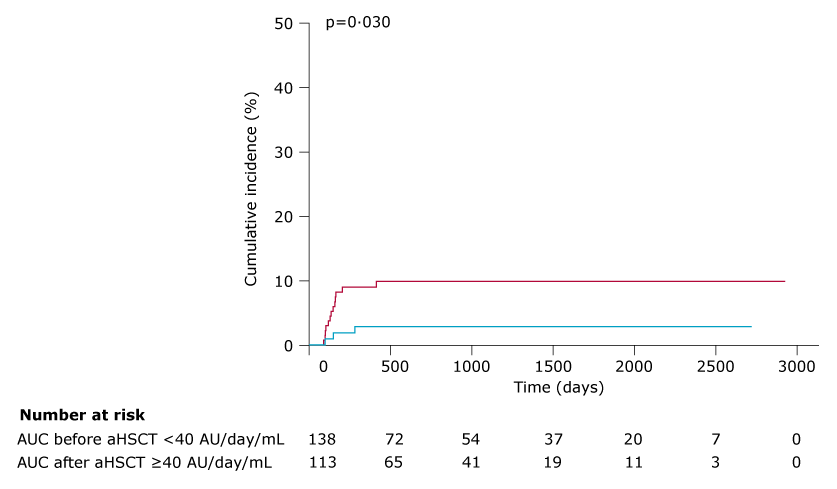 p=0·030
50
40
30
20
10
0
Cumulative incidence (%)
0 500 1000 1500 2000 2500 3000
Time (days)
Number at risk
AUC before aHSCT <40 AU/day/mL 138 72 54 37 20 7 0
AUC after aHSCT ≥40 AU/day/mL 113 65 41 19 11 3 0